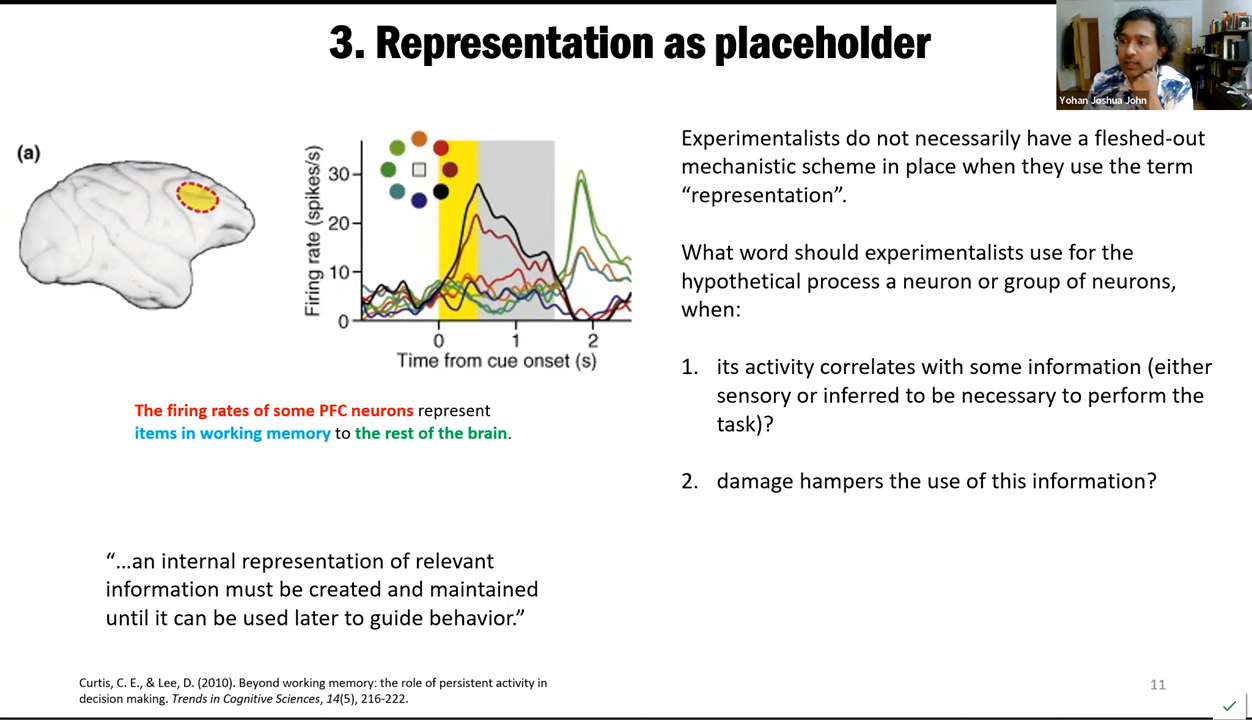 3. Representation as placeholder
Yohan Joshua John
(a)
Firing rate (spikes/s)
30
20
10
0
0 1 2
Time from cue onset (s)
The firing rates of some PFC neurons represent
items in working memory to the rest of the brain.
“...an internal representation of relevant
information must be created and maintained
until it can be used later to guide behavior.”
Curtis, C. E., & Lee, D. (2010). Beyond working memory: the role of persistent activity in
decision making. Trends in Cognitive Sciences, 14(5), 216-222.
Experimentalists do not necessarily have a fleshed-out
mechanistic scheme in place when they use the term
“representation”.
What word should experimentalists use for the
hypothetical process a neuron or group of neurons,
when:
1. its activity correlates with some information (either
sensory or inferred to be necessary to perform the
task)?
2. damage hampers the use of this information?
11